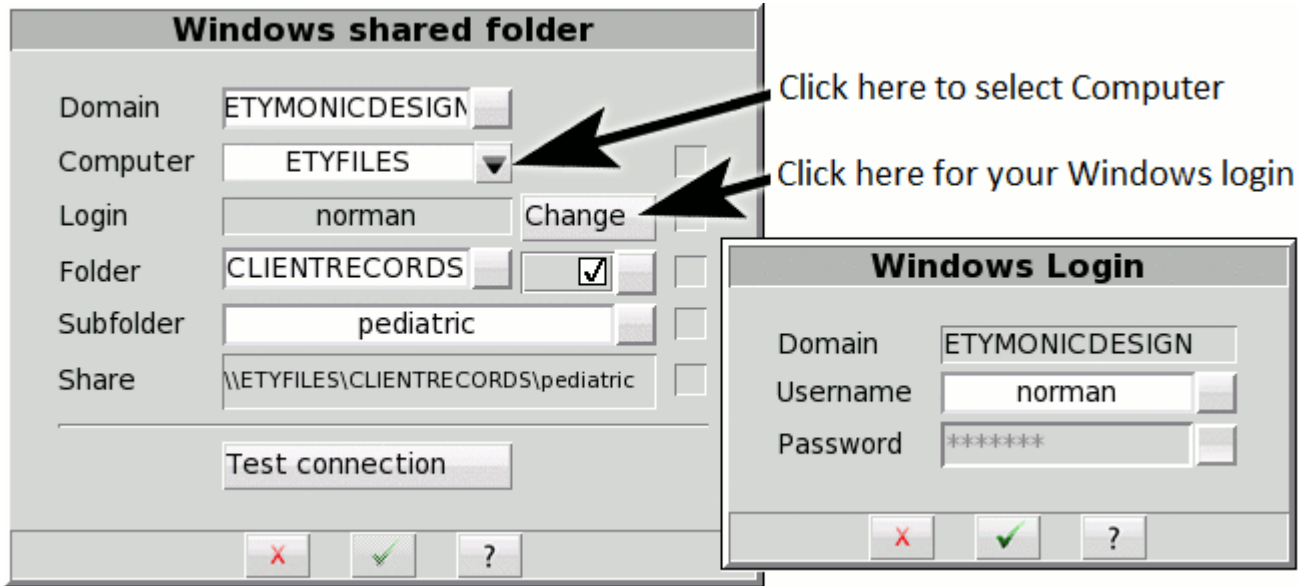 Windows shared folder
Domain ETYMONICDESIGN
Click here to select Computer
Computer ETYFILES
Click here for your Windows login
Login norman Change
Folder CLIENTRECORDS
Subfolder pediatric
Share \\ETYFILES\CLIENTRECORDS\pediatric
Test connection
X ?
Windows Login
Domain ETYMONICDESIGN
Username norman
Password *******
X ?